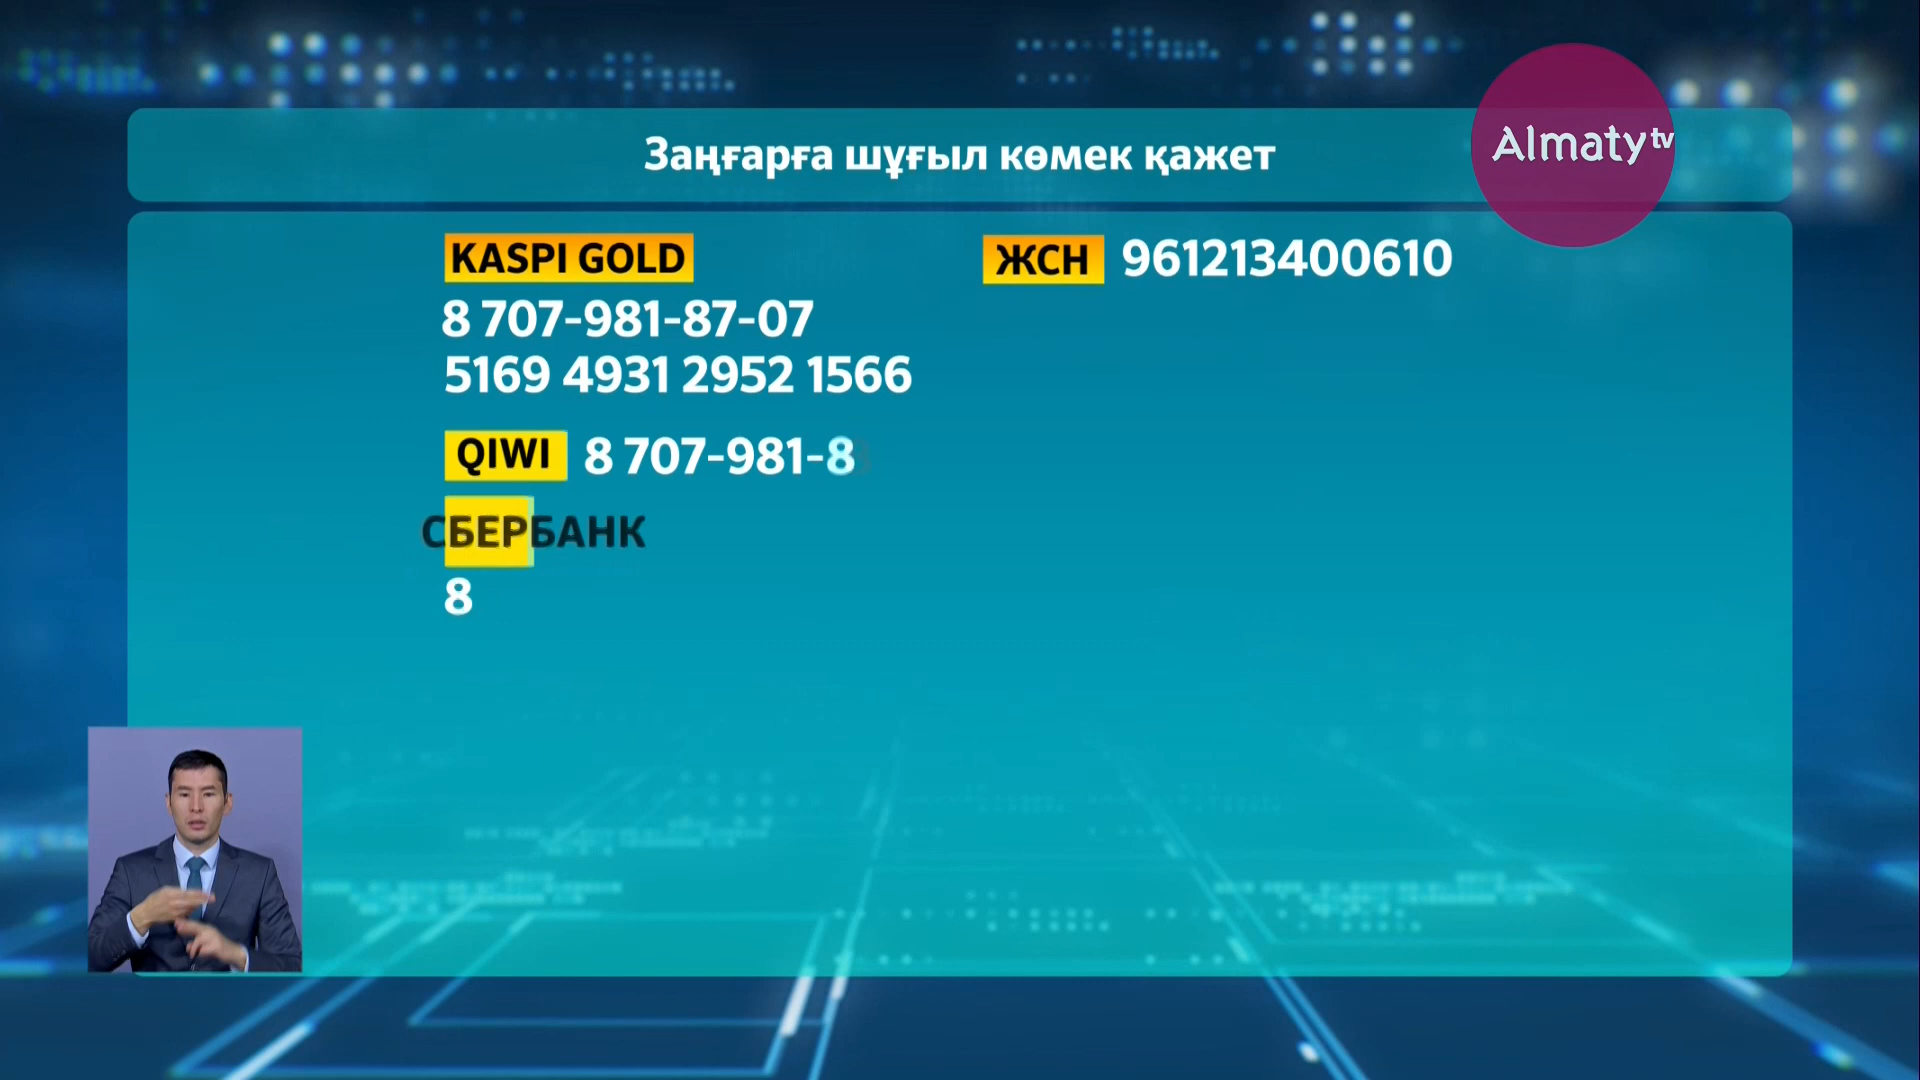 Заңғарға шұғыл көмек қажет
Almaty tv
KASPI GOLD
8 707-981-87-07
5169 4931 2952 1566
ЖСН 961213400610
QIWI 8 707-981-8
СБЕРБАНК
8